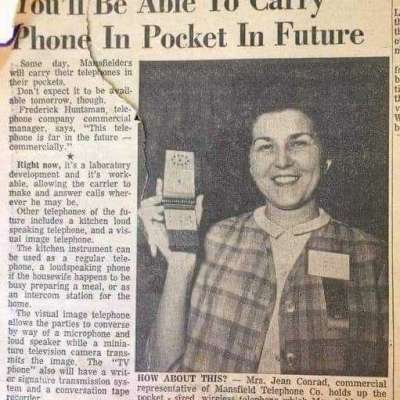 You'll Be Able To Carry
Phone In Pocket In Future
Some day, Mansfielders
will carry their telephones in
their pockets.
Don't expect it to be avail-
able tomorrow, though.
Frederick Huntsman, tele-
phone company commercial
manager, says, "This tele-
phone is far in the future —
commercially."
Right now, it's a laboratory
development and it's work-
able, allowing the carrier to
make and answer calls wher-
ever he may be.
Other telephones of the fu-
ture includes a kitchen loud
speaking telephone, and a vis-
ual image telephone.
The kitchen instrument can
be used as a regular tele-
phone, a loudspeaking phone
if the housewife happens to be
busy preparing a meal, or as
an intercom station for the
home.
The visual image telephone
allows the parties to converse
by way of a microphone and
loud speaker while a minia-
ture television camera trans-
mits the image. The "TV
phone" also will have a writ-
er signature transmission sys-
tem and a conversation tape
recorder.
HOW ABOUT THIS? — Mrs. Jean Conrad, commercial
representative of Mansfield Telephone Co. holds up the
pocket - sized wireless telephone which